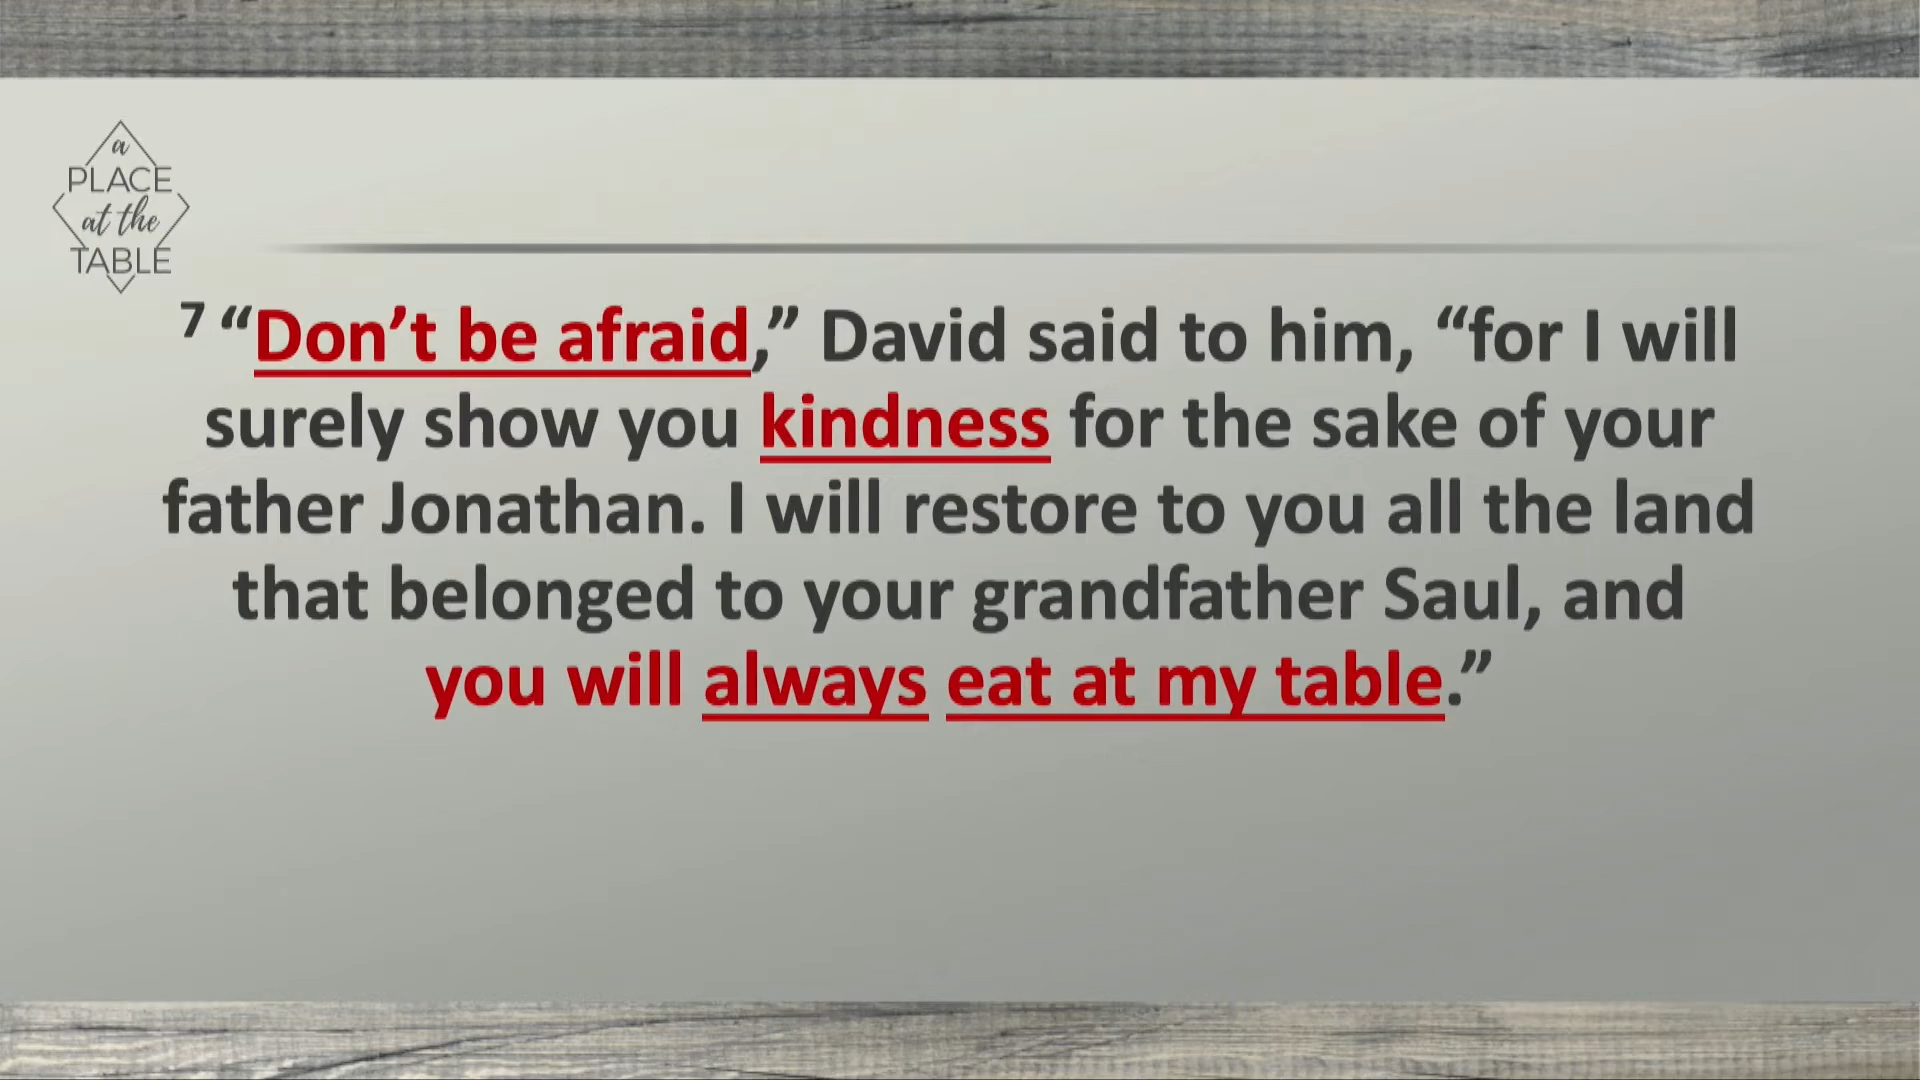 a
PLACE
at the
TABLE
7 “Don’t be afraid,” David said to him, “for I will
surely show you kindness for the sake of your
father Jonathan. I will restore to you all the land
that belonged to your grandfather Saul, and
you will always eat at my table.”